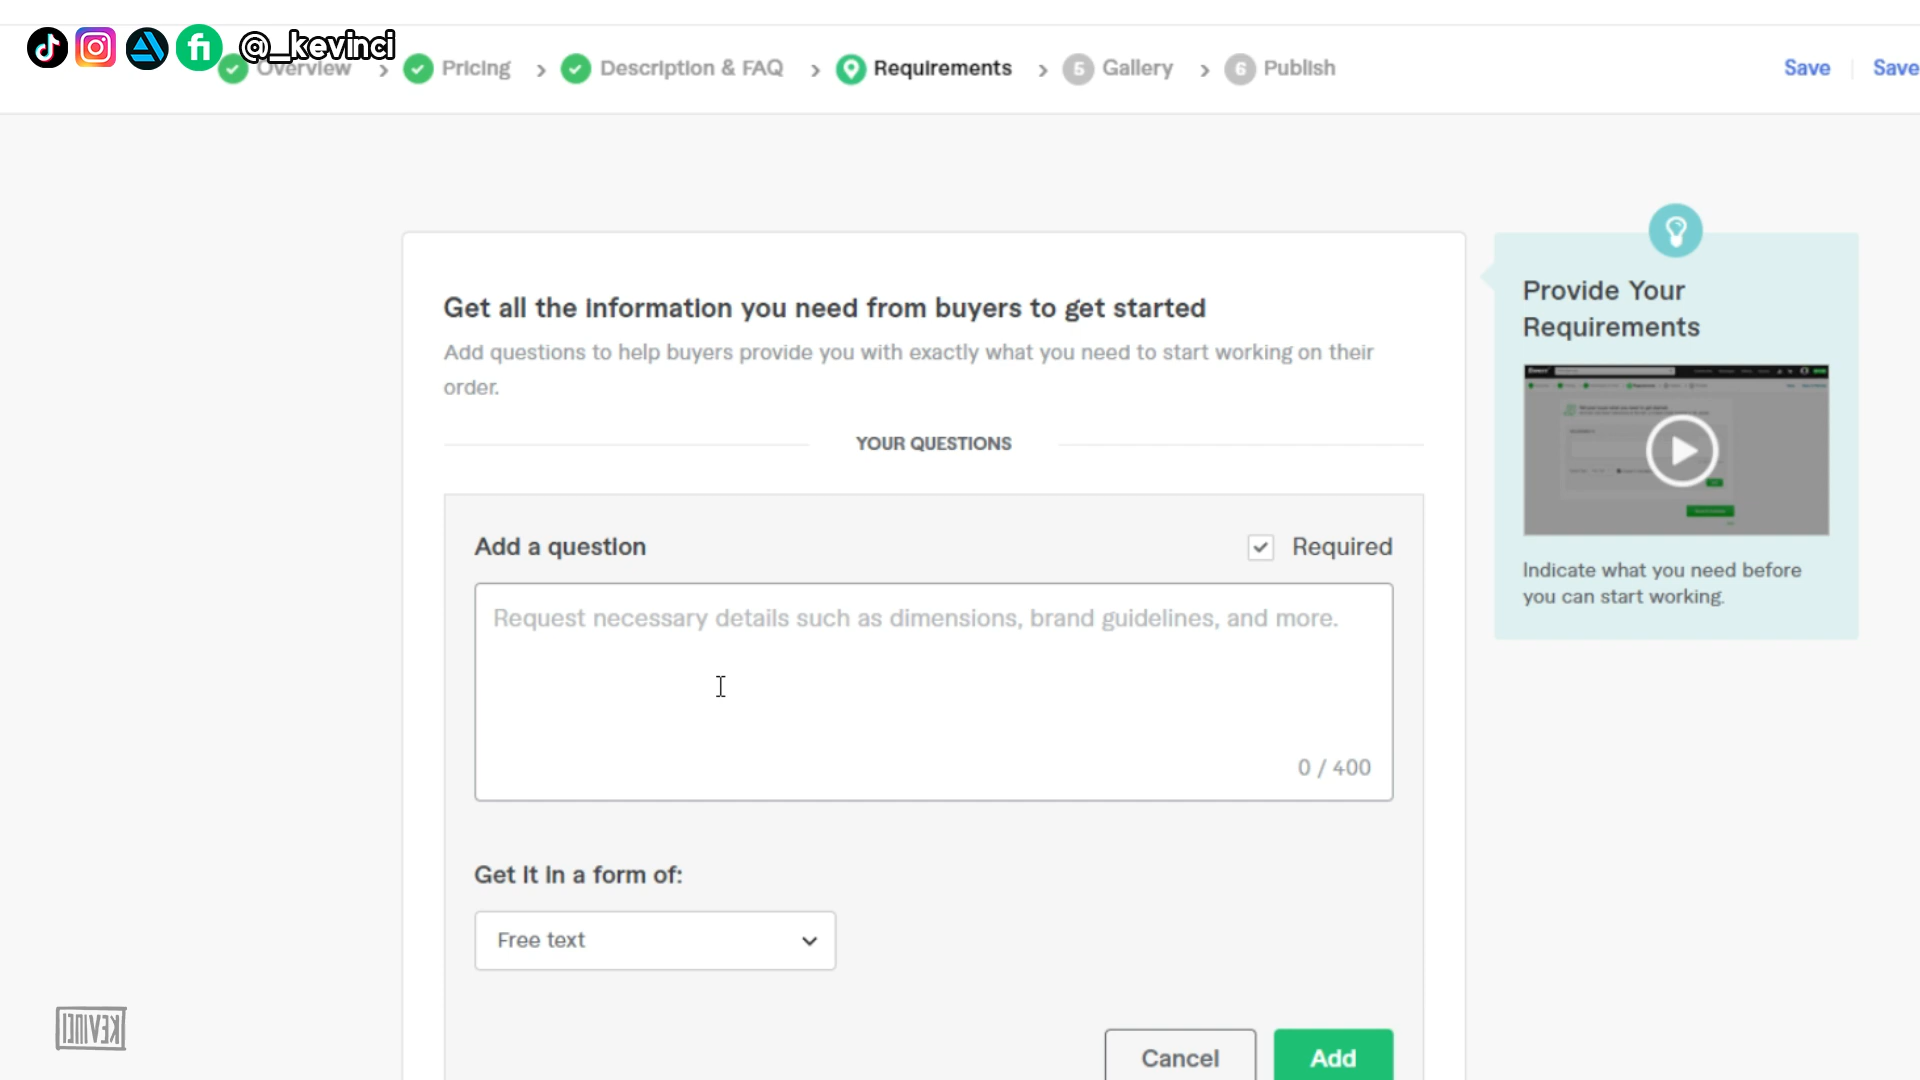 @_kevinci
Overview > Pricing > Description & FAQ > Requirements > 5 Gallery > 6 Publish
Save | Save
Get all the information you need from buyers to get started
Add questions to help buyers provide you with exactly what you need to start working on their
order.
YOUR QUESTIONS
Add a question
Required
Request necessary details such as dimensions, brand guidelines, and more.
0 / 400
Get it in a form of:
Free text
Cancel
Add
Provide Your
Requirements
Indicate what you need before
you can start working.
KEVINCI